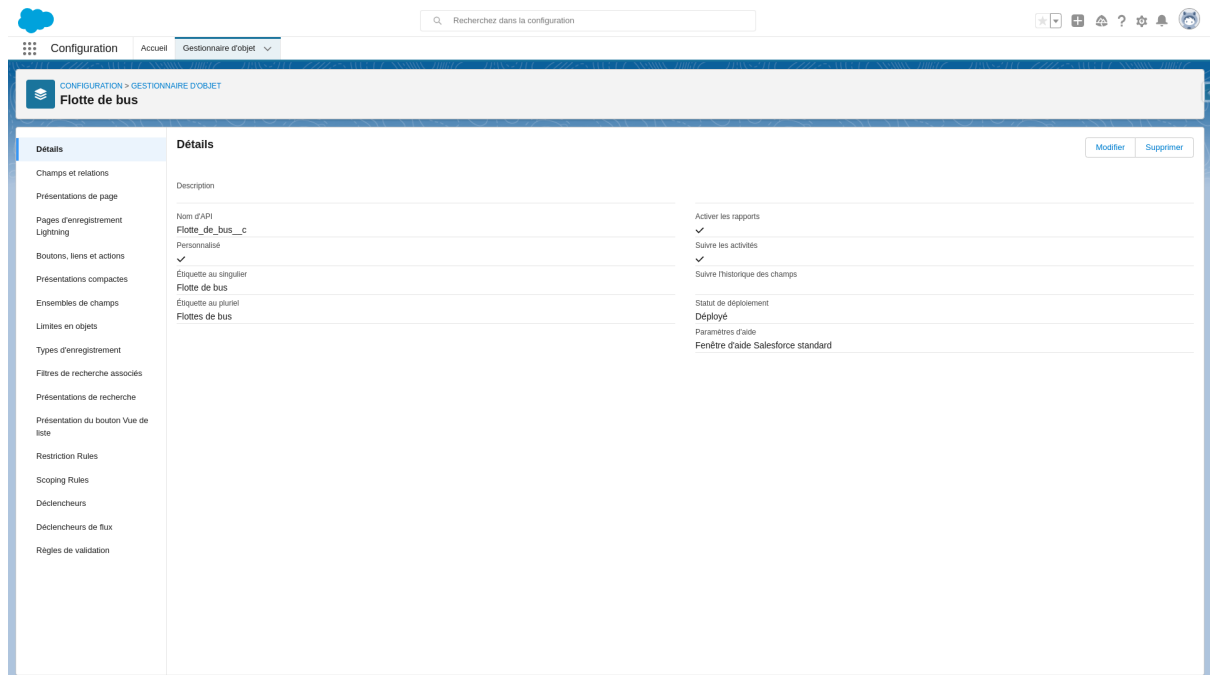 Recherchez dans la configuration
Configuration
Accueil
Gestionnaire d'objet
CONFIGURATION > GESTIONNAIRE D'OBJET
Flotte de bus
Détails
Champs et relations
Présentations de page
Pages d'enregistrement
Lightning
Boutons, liens et actions
Présentations compactes
Ensembles de champs
Limites en objets
Types d'enregistrement
Filtres de recherche associés
Présentations de recherche
Présentation du bouton Vue de
liste
Restriction Rules
Scoping Rules
Déclencheurs
Déclencheurs de flux
Règles de validation
Détails
Modifier
Supprimer
Description
Nom d'API
Flotte_de_bus__c
Personnalisé
Étiquette au singulier
Flotte de bus
Étiquette au pluriel
Flottes de bus
Activer les rapports
Suivre les activités
Suivre l'historique des champs
Statut de déploiement
Déployé
Paramètres d'aide
Fenêtre d'aide Salesforce standard